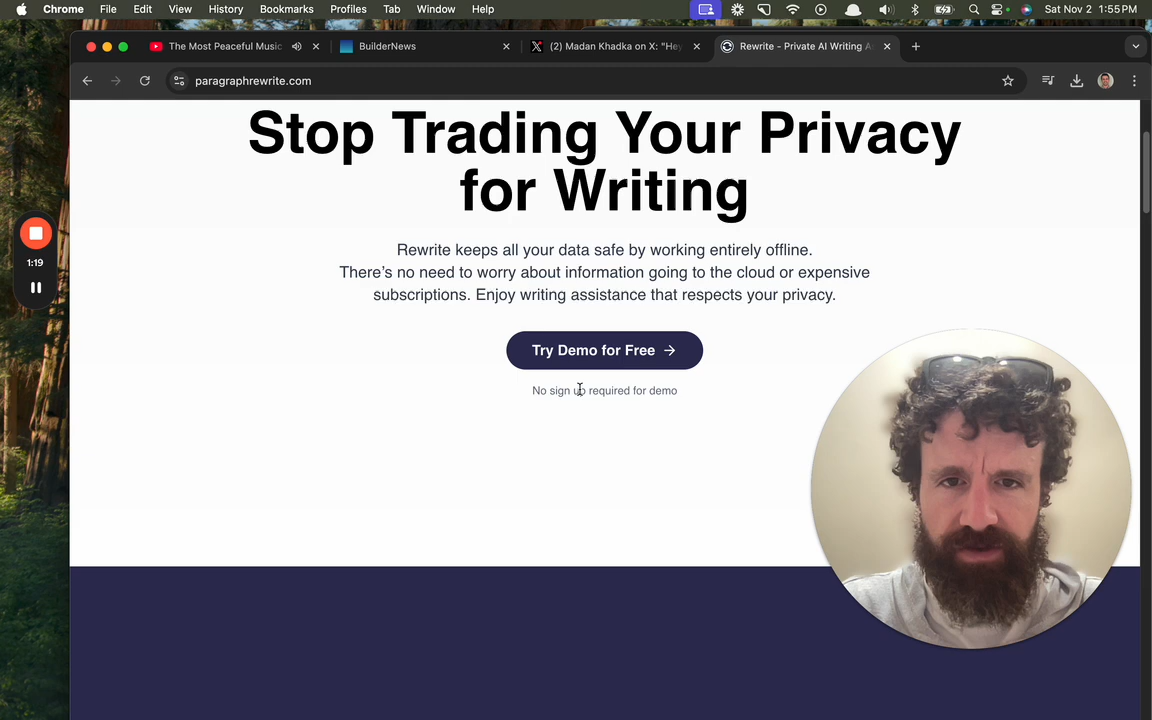 Chrome File Edit View History Bookmarks Profiles Tab Window Help Sat Nov 2 1:55 PM
The Most Peaceful Music
BuilderNews
(2) Madan Khadka on X: "Hey
Rewrite - Private AI Writing A
paragraphrewrite.com
Stop Trading Your Privacy
for Writing
Rewrite keeps all your data safe by working entirely offline.
There's no need to worry about information going to the cloud or expensive
subscriptions. Enjoy writing assistance that respects your privacy.
1:19
Try Demo for Free →
No sign up required for demo